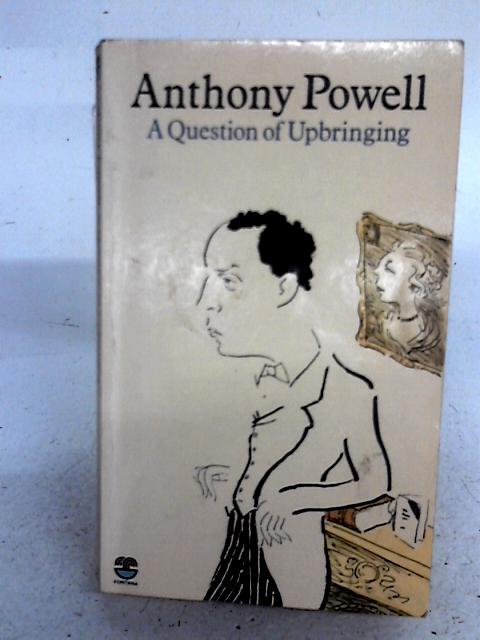 Anthony Powell
A Question of Upbringing
FONTANA